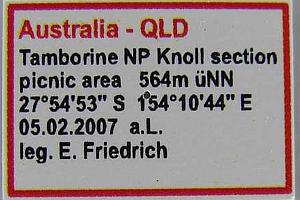 Australia - QLD
Tamborine NP Knoll section
picnic area 564m üNN
27°54'53" S 154°10'44" E
05.02.2007 a.L.
leg. E. Friedrich